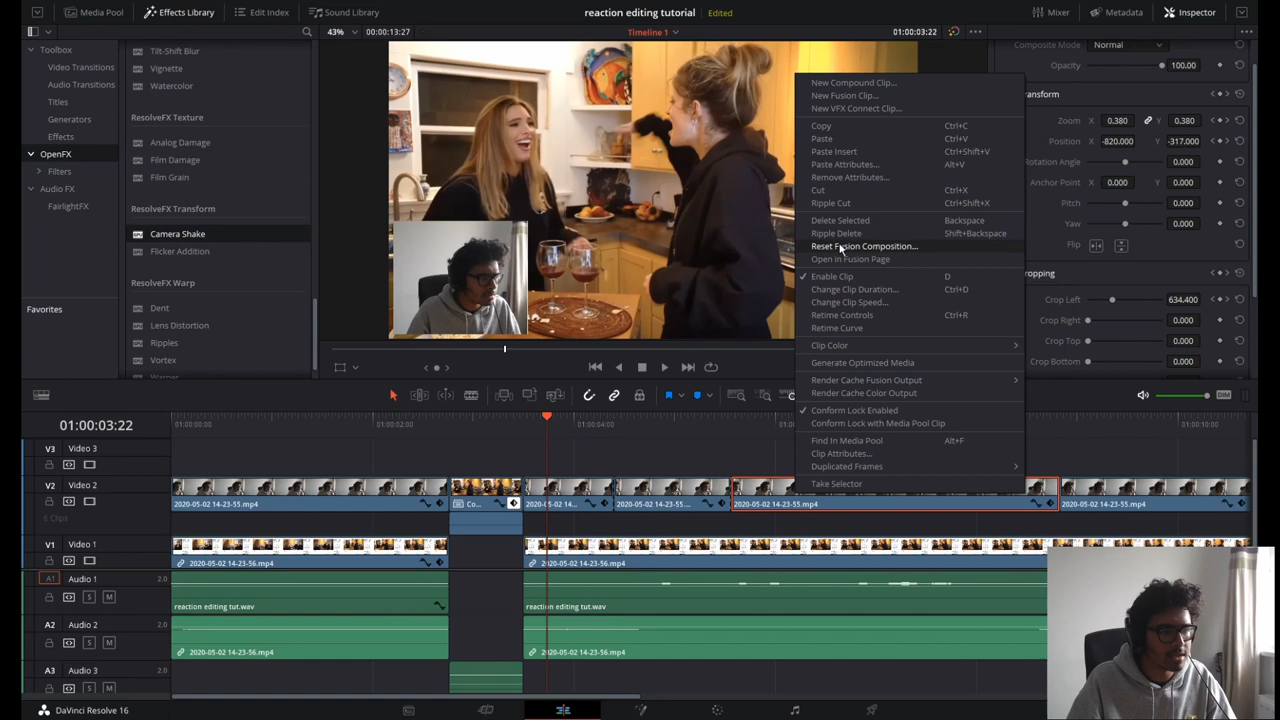 Media Pool
Effects Library
Edit Index
Sound Library
reaction editing tutorial
Edited
Mixer
Metadata
Inspector
43%
00:00:13:27
Timeline 1
01:00:03:22
Toolbox
Video Transitions
Audio Transitions
Titles
Generators
Effects
OpenFX
Filters
Audio FX
FairlightFX
Favorites
Tilt-Shift Blur
Vignette
Watercolor
ResolveFX Texture
Analog Damage
Film Damage
Film Grain
ResolveFX Transform
Camera Shake
Flicker Addition
ResolveFX Warp
Dent
Lens Distortion
Ripples
Vortex
Warper
New Compound Clip...
New Fusion Clip...
New VFX Connect Clip...
Copy Ctrl+C
Paste Ctrl+V
Paste Insert Ctrl+Shift+V
Paste Attributes... Alt+V
Remove Attributes...
Cut Ctrl+X
Ripple Cut Ctrl+Shift+X
Delete Selected Backspace
Ripple Delete Shift+Backspace
Reset Fusion Composition...
Open in Fusion Page
Enable Clip D
Change Clip Duration... Ctrl+D
Change Clip Speed...
Retime Controls Ctrl+R
Retime Curve
Clip Color
Generate Optimized Media
Render Cache Fusion Output
Render Cache Color Output
Conform Lock Enabled
Conform Lock with Media Pool Clip
Find In Media Pool Alt+F
Clip Attributes...
Duplicated Frames
Take Selector
Composite Mode Normal
Opacity 100.00
ransform
Zoom X 0.380 Y 0.380
Position X -820.000 Y -317.000
Rotation Angle 0.000
Anchor Point X 0.000 Y 0.000
Pitch 0.000
Yaw 0.000
Flip
ropping
Crop Left 634.400
Crop Right 0.000
Crop Top 0.000
Crop Bottom 0.000
DIM
01:00:03:22
01:00:00:00
01:00:02:00
01:00:04:00
01:00:10:00
V3 Video 3
V2 Video 2
6 Clips
2020-05-02 14-23-55.mp4
Co...
2020-05-02 14...
2020-05-02 14-23-55....
2020-05-02 14-23-55.mp4
2020-05-02 14-23-55.mp4
V1 Video 1
2020-05-02 14-23-56.mp4
2020-05-02 14-23-56.mp4
A1 Audio 1 2.0
S M
reaction editing tut.wav
reaction editing tut.wav
A2 Audio 2 2.0
S M
2020-05-02 14-23-56.mp4
2020-05-02 14-23-56.mp4
A3 Audio 3 2.0
S M
DaVinci Resolve 16